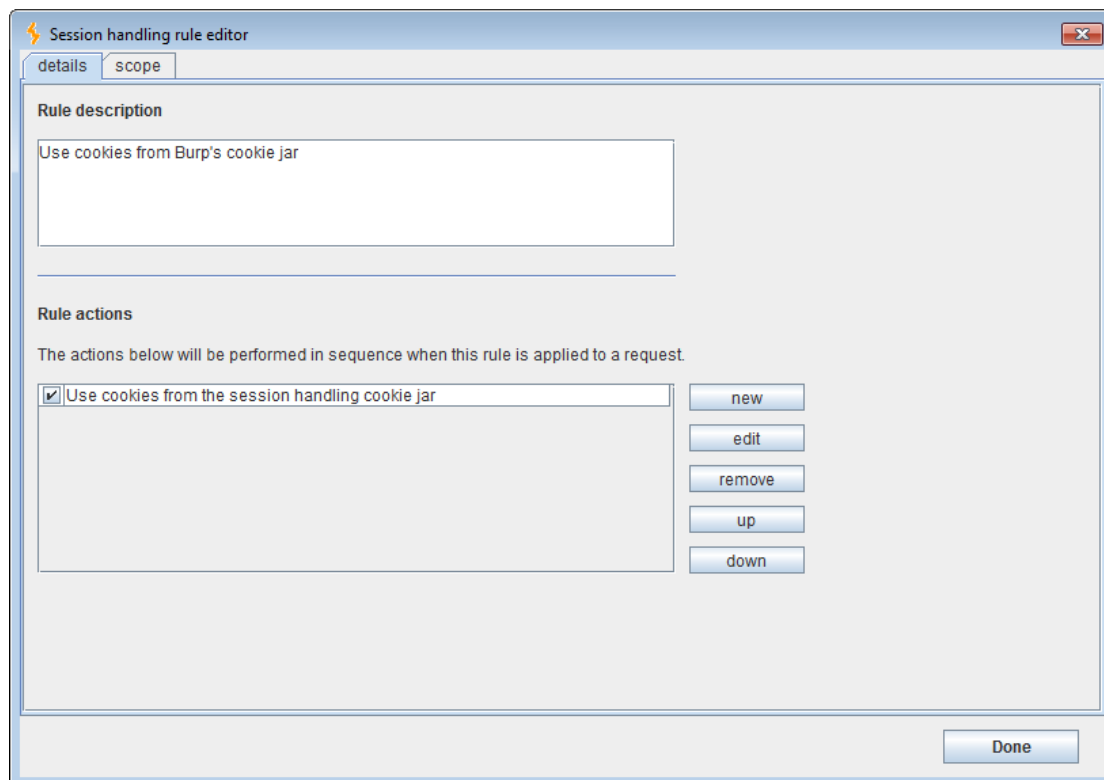 Session handling rule editor
details scope
Rule description
Use cookies from Burp's cookie jar
Rule actions
The actions below will be performed in sequence when this rule is applied to a request.
Use cookies from the session handling cookie jar
new
edit
remove
up
down
Done